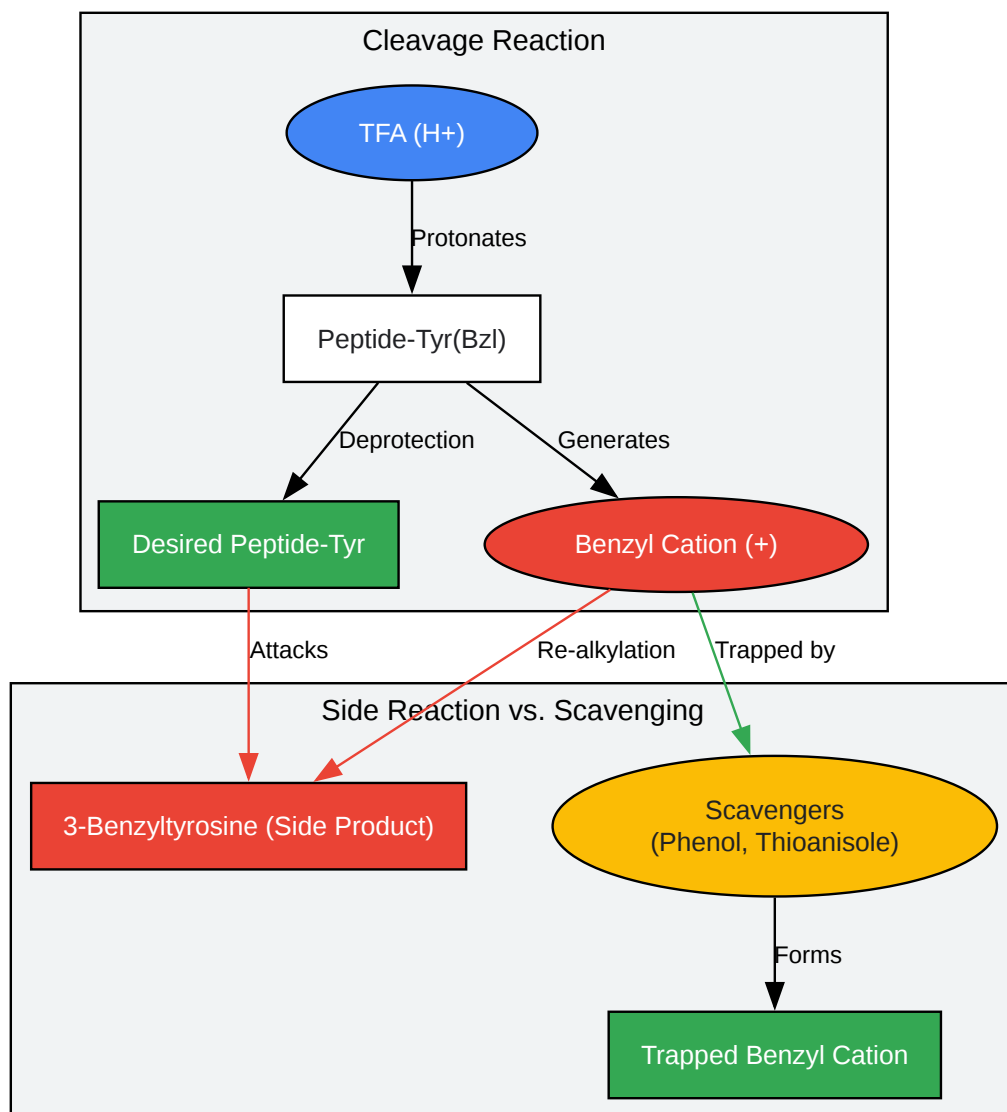 Cleavage Reaction
TFA (H+)
Protonates
Peptide-Tyr(Bzl)
Deprotection
Generates
Desired Peptide-Tyr
Benzyl Cation (+)
Attacks
Re-alkylation
Trapped by
Side Reaction vs. Scavenging
3-Benzyltyrosine (Side Product)
Scavengers
(Phenol, Thioanisole)
Forms
Trapped Benzyl Cation